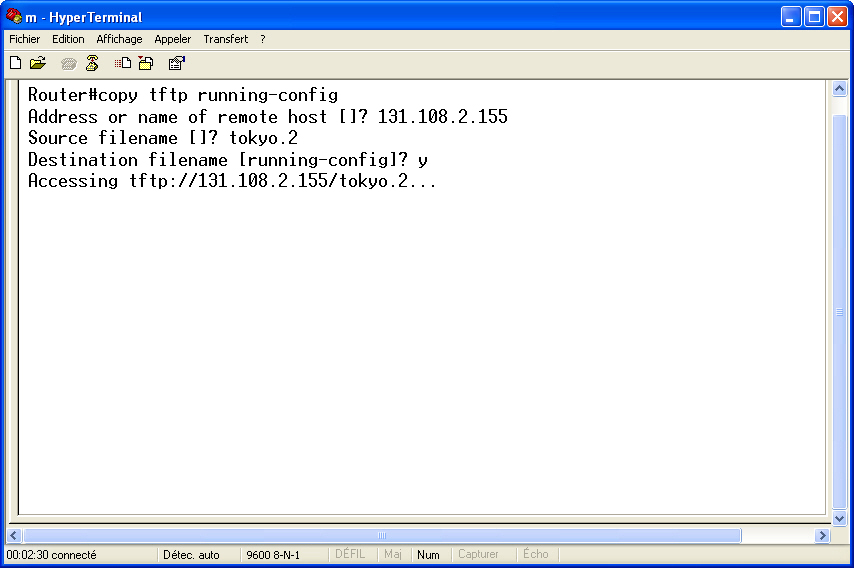 m - HyperTerminal
Fichier Edition Affichage Appeler Transfert ?
Router#copy tftp running-config
Address or name of remote host []? 131.108.2.155
Source filename []? tokyo.2
Destination filename [running-config]? y
Accessing tftp://131.108.2.155/tokyo.2...
00:02:30 connecté Détec. auto 9600 8-N-1 DÉFIL Maj Num Capturer Écho